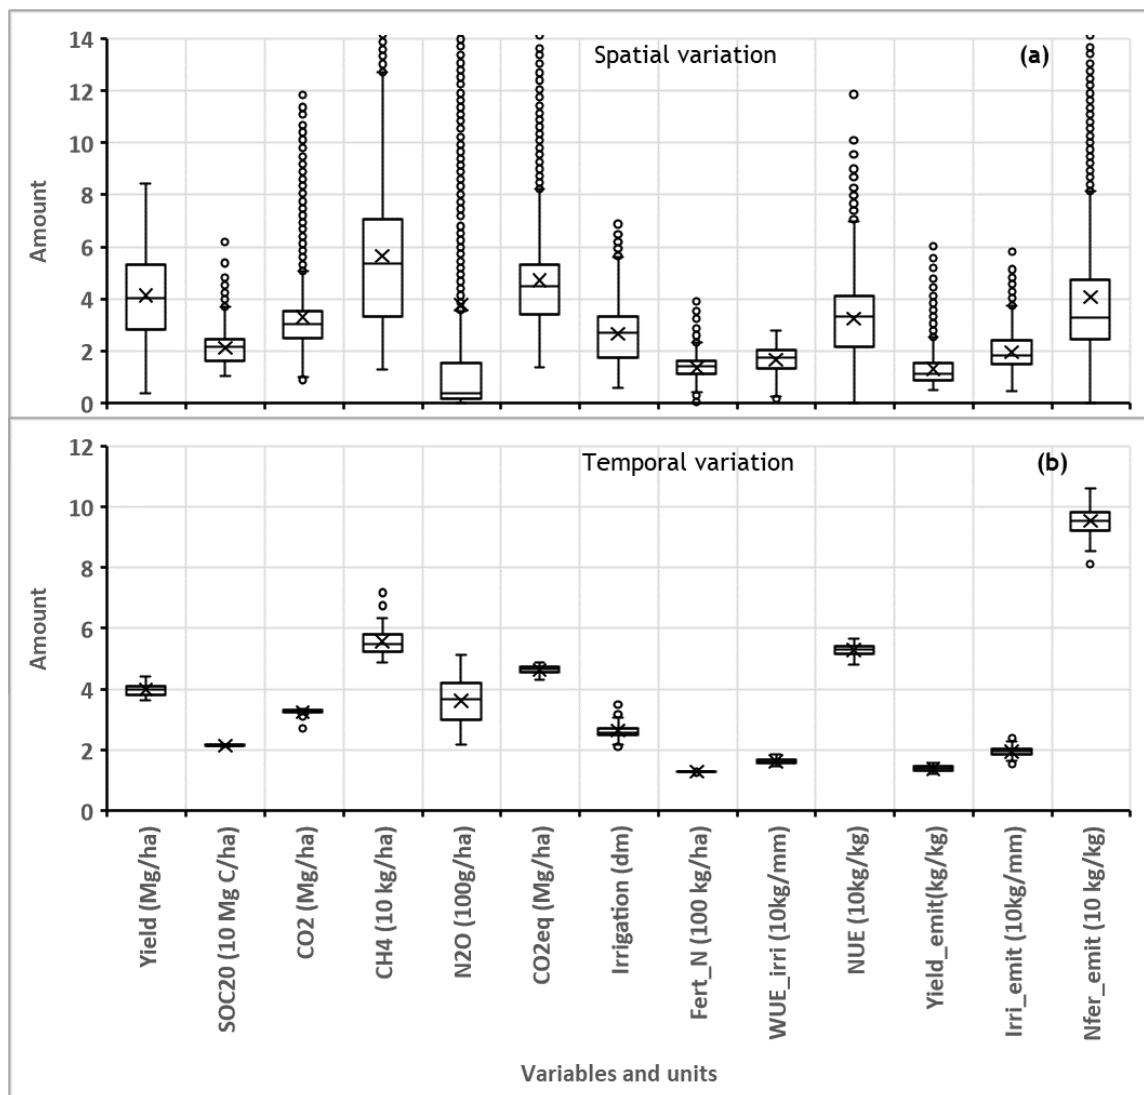 Spatial variation (a)
14
12
10
8
6
4
2
0
Amount
Temporal variation (b)
12
10
8
6
4
2
0
Amount
Yield (Mg/ha)
SOC20 (10 Mg C/ha)
CO2 (Mg/ha)
CH4 (10 kg/ha)
N2O (100g/ha)
CO2eq (Mg/ha)
Irrigation (dm)
Fert_N (100 kg/ha)
WUE_irri (10kg/mm)
NUE (10kg/kg)
Yield_emit(kg/kg)
Irri_emit (10kg/mm)
Nfer_emit (10 kg/kg)
Variables and units